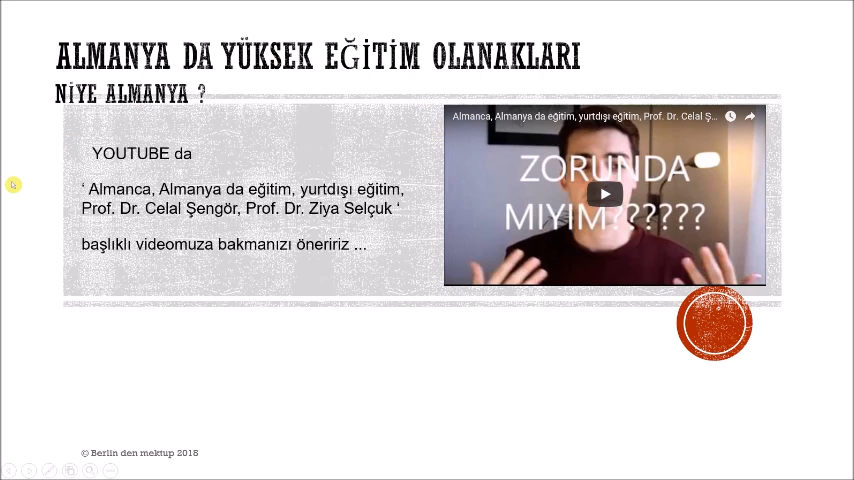 ALMANYA DA YÜKSEK EĞİTİM OLANAKLARI
NİYE ALMANYA ?
YOUTUBE da
‘ Almanca, Almanya da eğitim, yurtdışı eğitim,
Prof. Dr. Celal Şengör, Prof. Dr. Ziya Selçuk ‘
başlıklı videomuza bakmanızı öneririz ...
Almanca, Almanya da eğitim, yurtdışı eğitim, Prof. Dr. Celal Ş...
ZORUNDA
MIYIM??????
© Berlin den mektup 2015